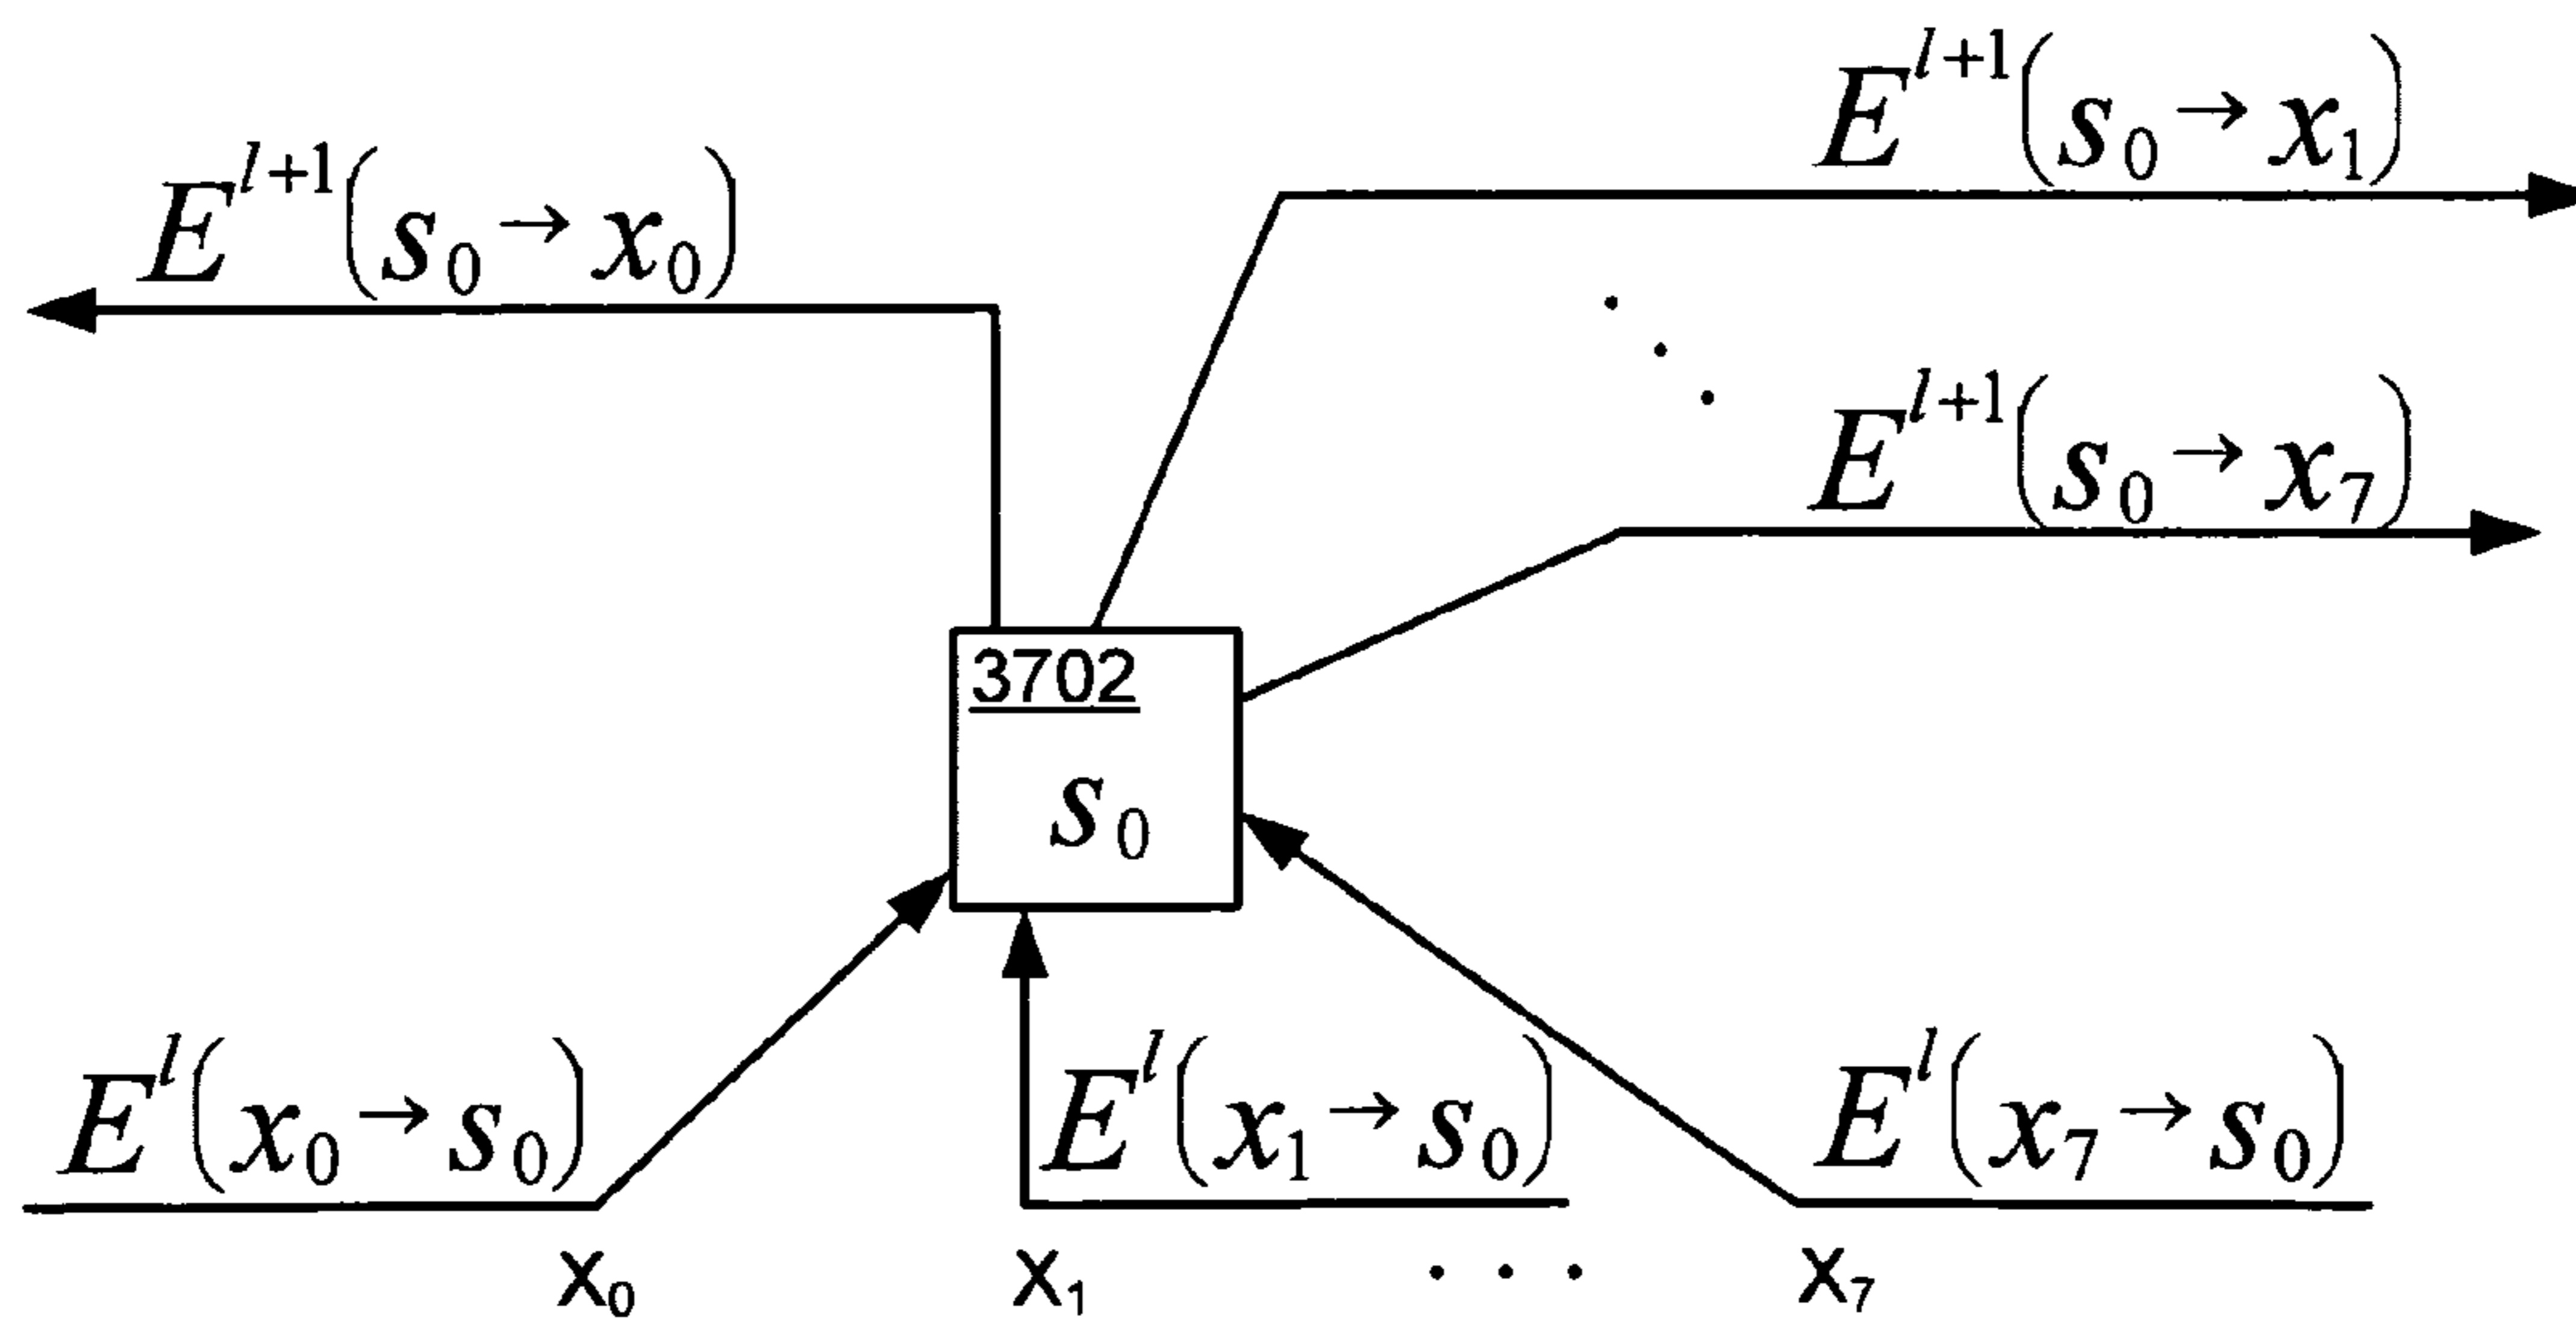 E^{l+1}(s_0 → x_1)
E^{l+1}(s_0 → x_0)
E^{l+1}(s_0 → x_7)
3702
s_0
E^l(x_0 → s_0)
E^l(x_1 → s_0)
E^l(x_7 → s_0)
x_0 x_1 . . . x_7